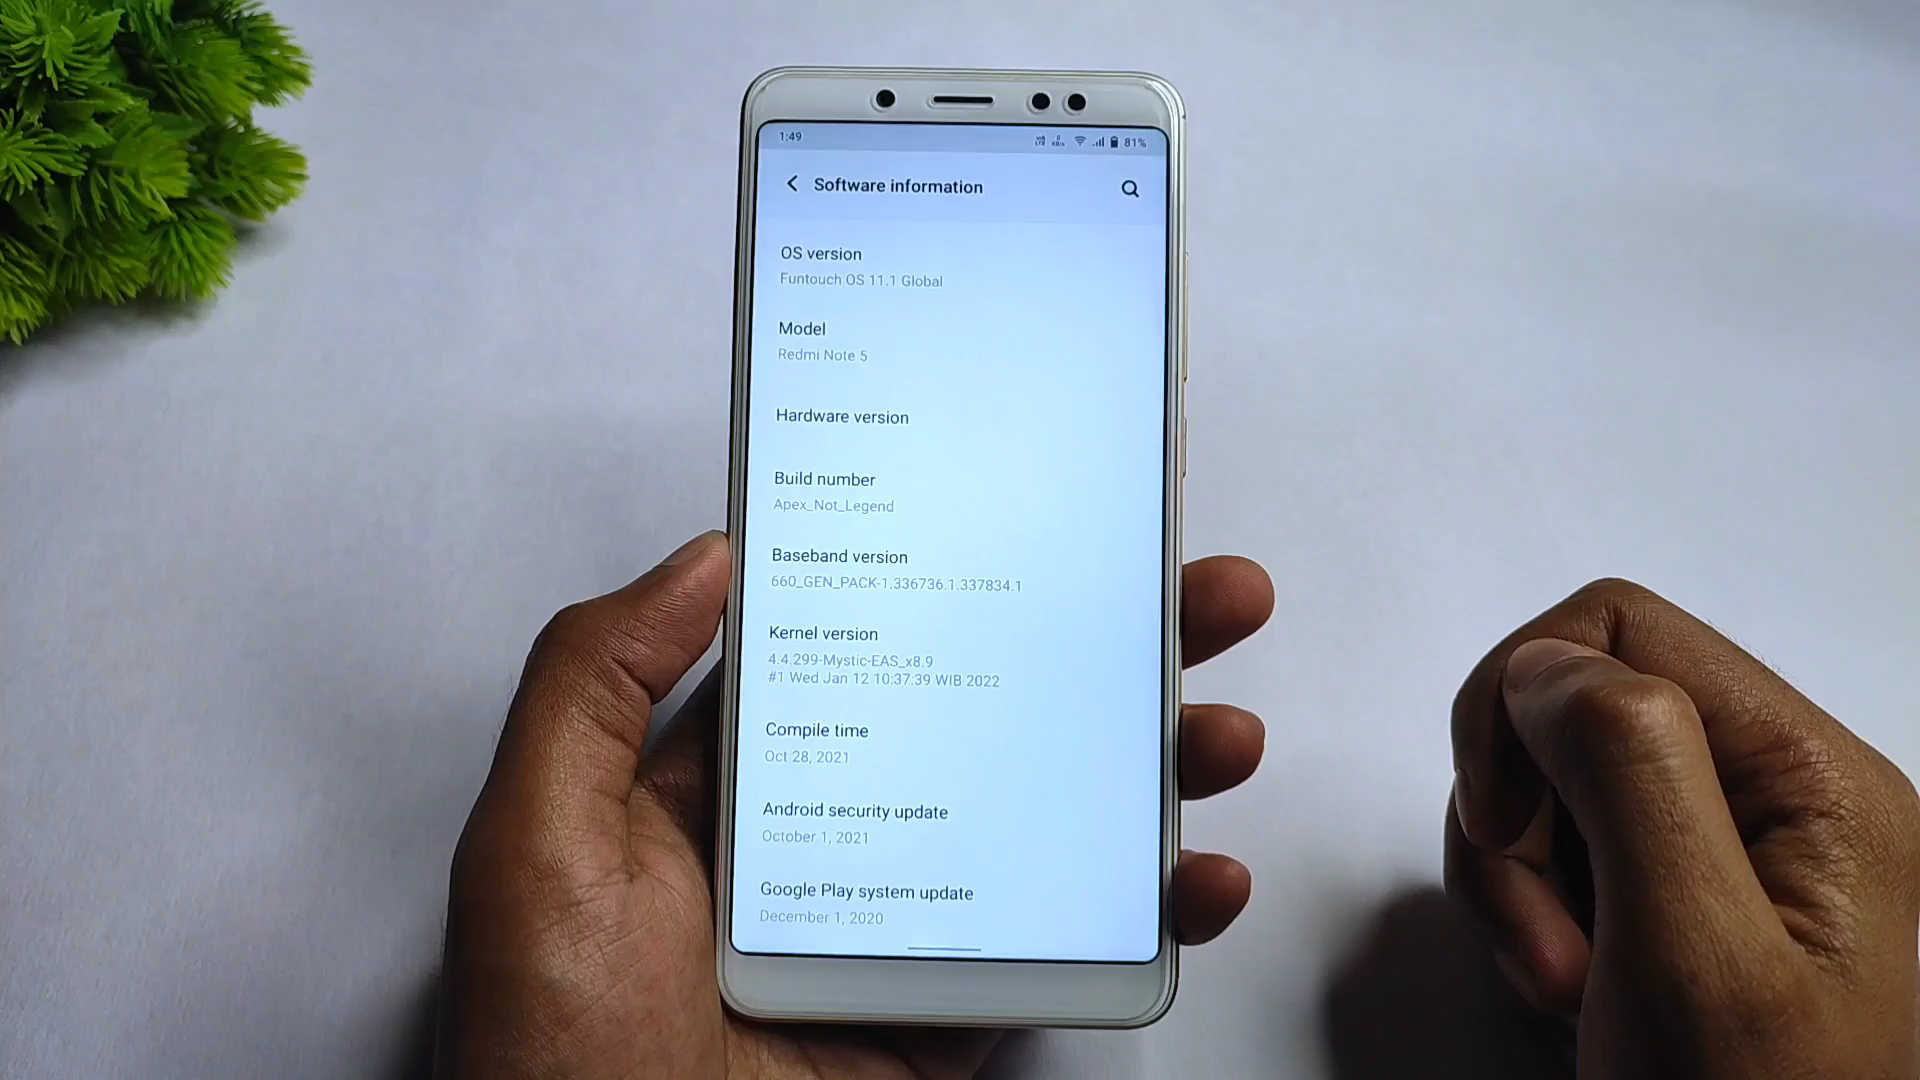 1:49
81%
Software information
OS version
Funtouch OS 11.1 Global
Model
Redmi Note 5
Hardware version
Build number
Apex_Not_Legend
Baseband version
660_GEN_PACK-1.336736.1.337834.1
Kernel version
4.4.299-Mystic-EAS_x8.9
#1 Wed Jan 12 10:37:39 WIB 2022
Compile time
Oct 28, 2021
Android security update
October 1, 2021
Google Play system update
December 1, 2020